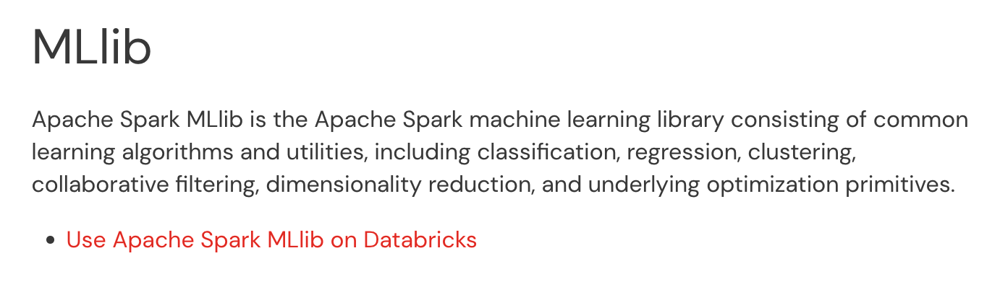 MLlib
Apache Spark MLlib is the Apache Spark machine learning library consisting of common
learning algorithms and utilities, including classification, regression, clustering,
collaborative filtering, dimensionality reduction, and underlying optimization primitives.
Use Apache Spark MLlib on Databricks